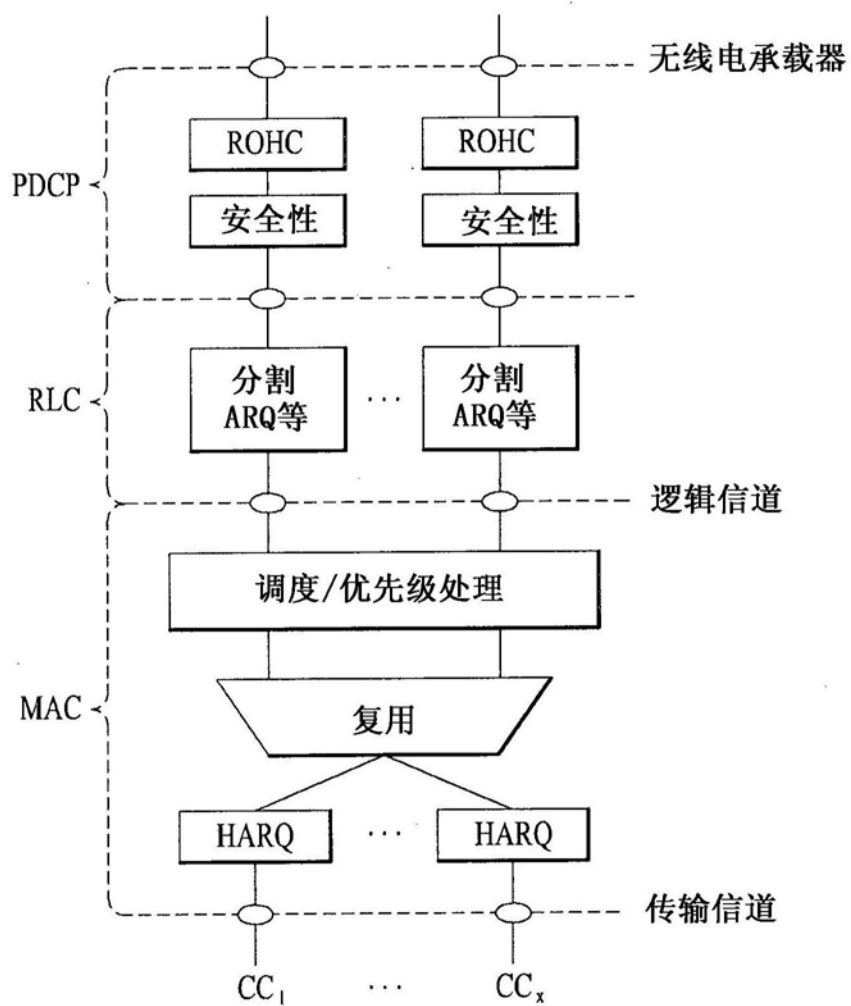 无线电承载器
ROHC
ROHC
PDCP
安全性
安全性
分割
ARQ等
...
分割
ARQ等
RLC
逻辑信道
调度/优先级处理
MAC
复用
HARQ
...
HARQ
传输信道
CC₁
...
CCₓ